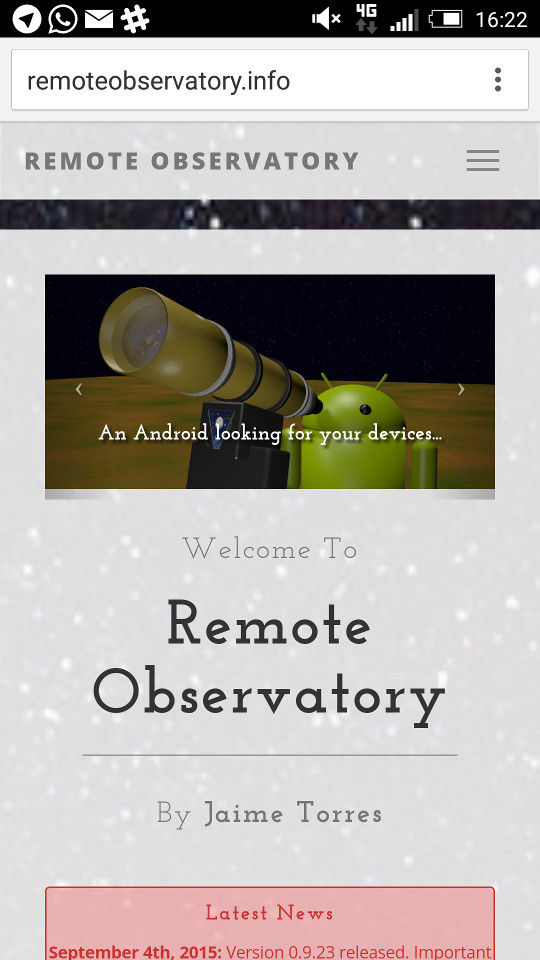 4G
16:22
remoteobservatory.info
REMOTE OBSERVATORY
An Android looking for your devices...
Welcome To
Remote
Observatory
By Jaime Torres
Latest News
September 4th, 2015: Version 0.9.23 released. Important